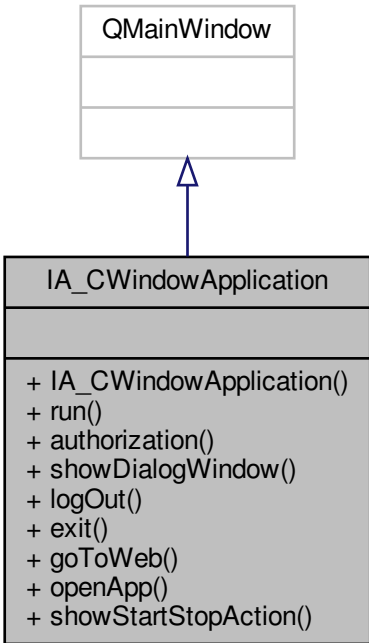 QMainWindow
IA_CWindowApplication
+ IA_CWindowApplication()
+ run()
+ authorization()
+ showDialogWindow()
+ logOut()
+ exit()
+ goToWeb()
+ openApp()
+ showStartStopAction()